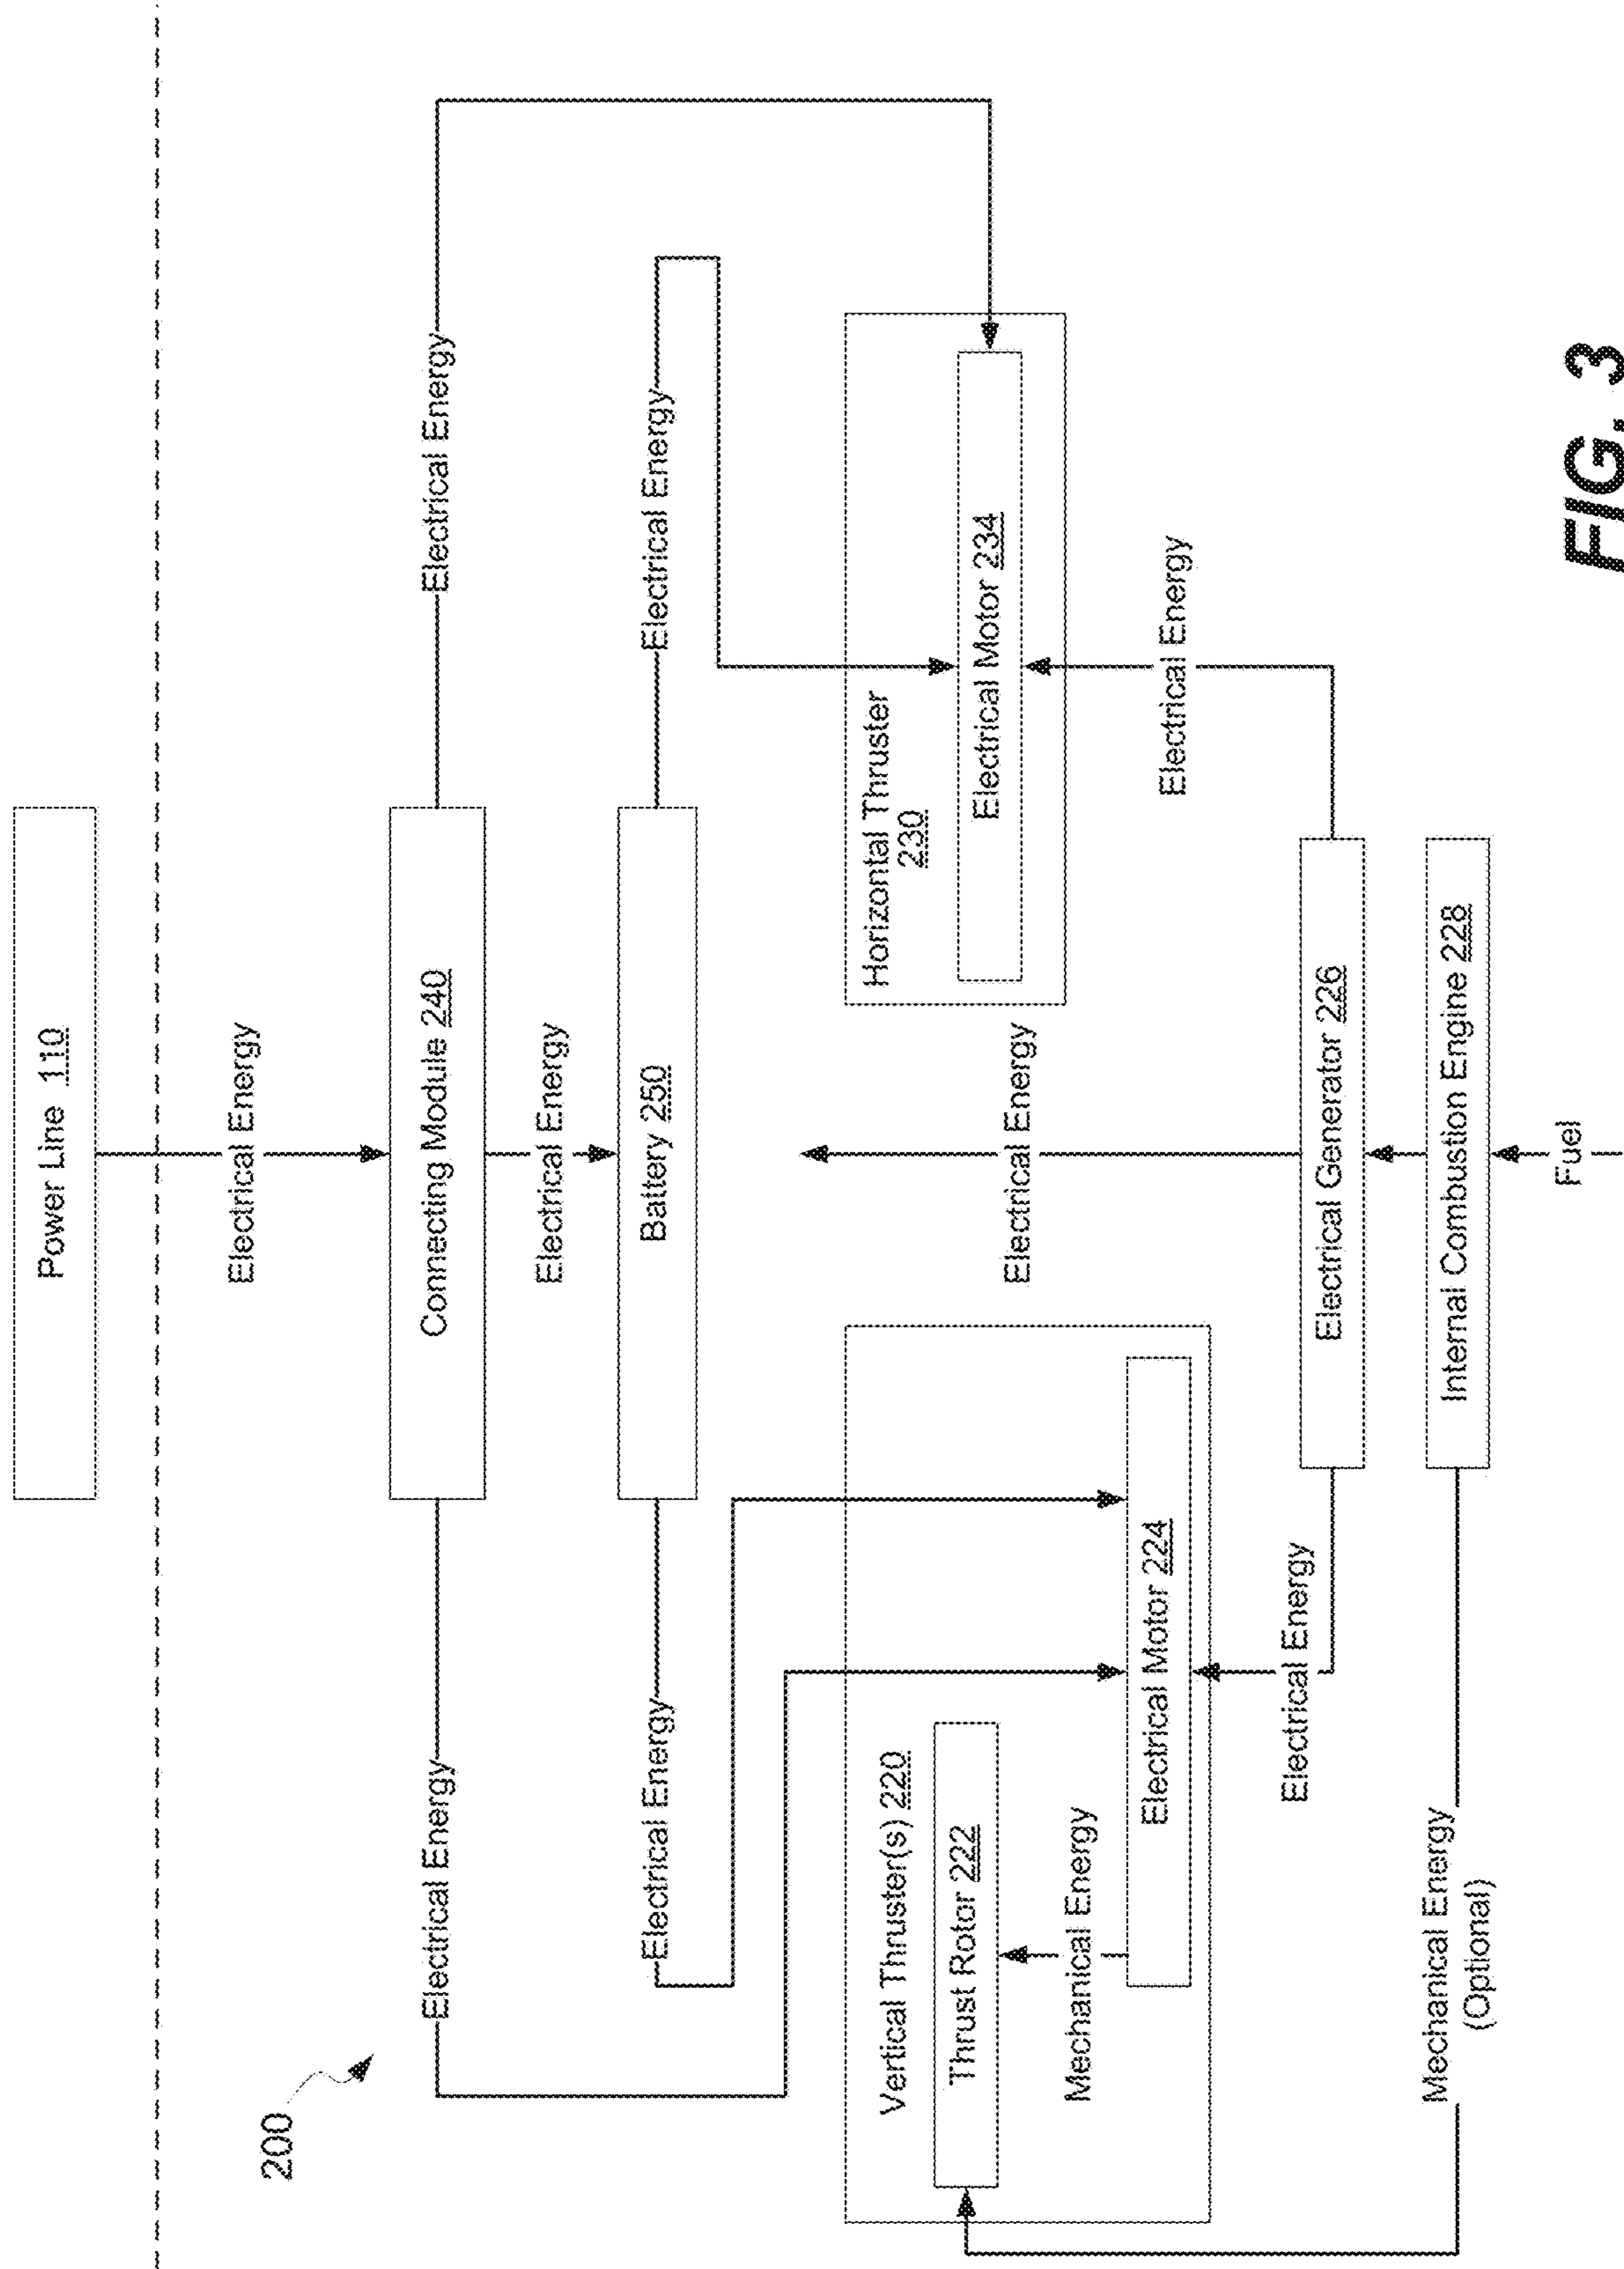 Power Line 110
200
Electrical Energy
Electrical Energy
Connecting Module 240
Electrical Energy
Electrical Energy
Electrical Energy
Battery 250
Electrical Energy
Vertical Thruster(s) 220
Thrust Rotor 222
Mechanical Energy
Electrical Motor 224
Electrical Energy
Horizontal Thruster
230
Electrical Motor 234
Electrical Energy
Electrical Energy
Electrical Generator 226
Mechanical Energy
(Optional)
Internal Combustion Engine 228
Fuel
FIG. 3